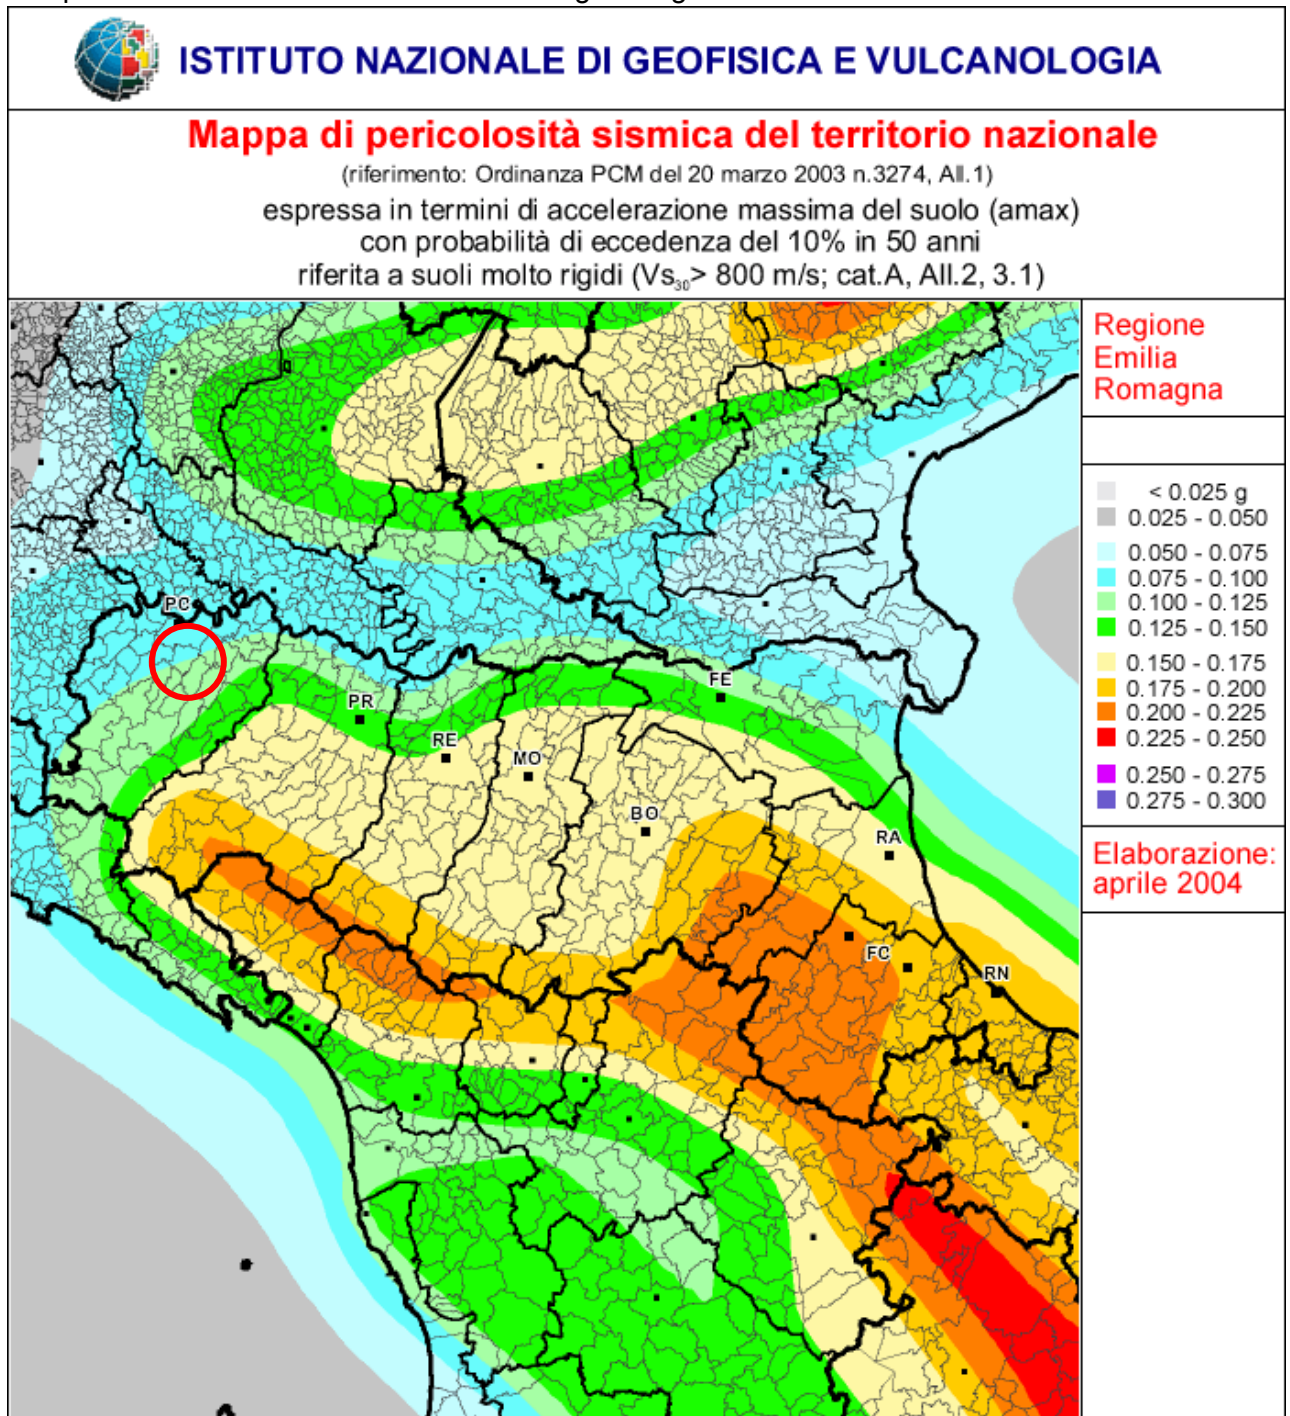 ISTITUTO NAZIONALE DI GEOFISICA E VULCANOLOGIA
Mappa di pericolosità sismica del territorio nazionale
(riferimento: Ordinanza PCM del 20 marzo 2003 n.3274, All.1)
espressa in termini di accelerazione massima del suolo (amax)
con probabilità di eccedenza del 10% in 50 anni
riferita a suoli molto rigidi (Vs₃₀> 800 m/s; cat.A, All.2, 3.1)
Regione
Emilia
Romagna
< 0.025 g
0.025 - 0.050
0.050 - 0.075
0.075 - 0.100
0.100 - 0.125
0.125 - 0.150
0.150 - 0.175
0.175 - 0.200
0.200 - 0.225
0.225 - 0.250
0.250 - 0.275
0.275 - 0.300
Elaborazione:
aprile 2004
PC
PR
RE
MO
FE
BO
RA
FC
RN